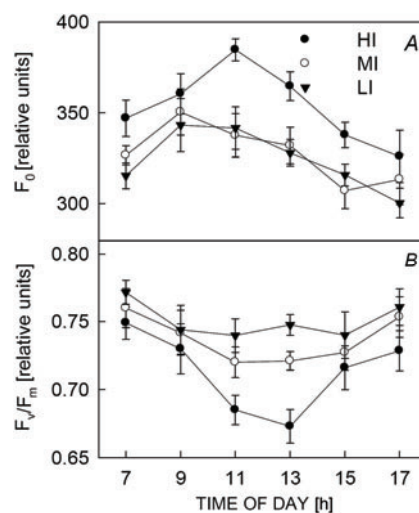 400
A
HI
MI
LI
350
300
F0 [relative units]
0.80
B
0.75
0.70
0.65
Fv/Fm [relative units]
7 9 11 13 15 17
TIME OF DAY [h]